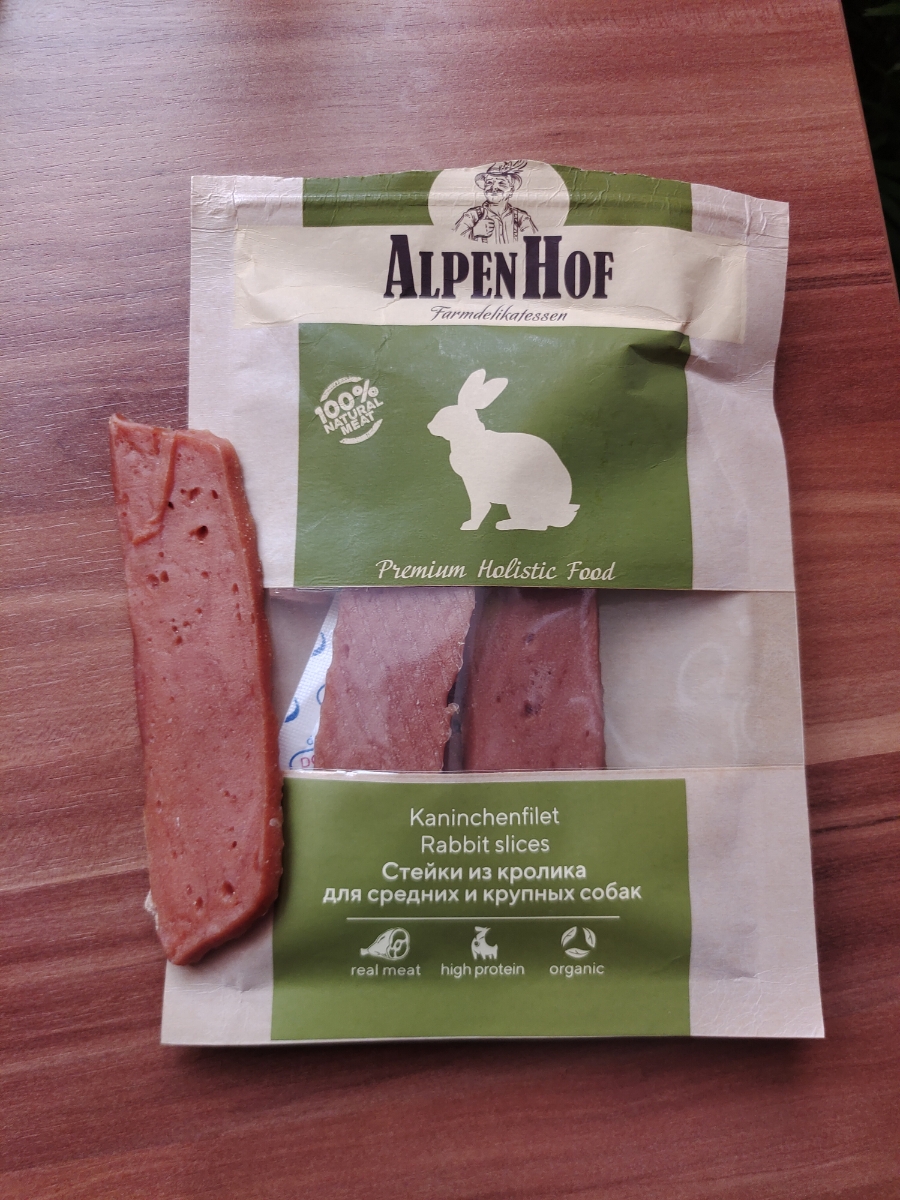 ALPENHOF
Farmdelikatessen
100%
NATURAL
MEAT
Premium Holistic Food
Kaninchenfilet
Rabbit slices
Стейки из кролика
для средних и крупных собак
real meat
high protein
organic